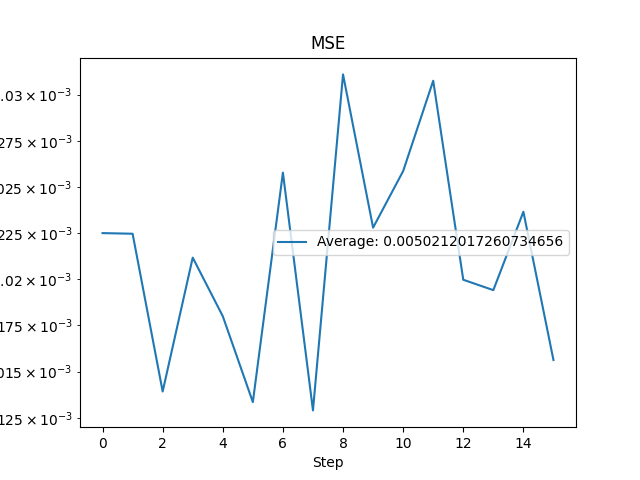 MSE
.03 × 10⁻³
275 × 10⁻³
025 × 10⁻³
225 × 10⁻³
.02 × 10⁻³
175 × 10⁻³
015 × 10⁻³
125 × 10⁻³
Average: 0.0050212017260734656
0 2 4 6 8 10 12 14
Step